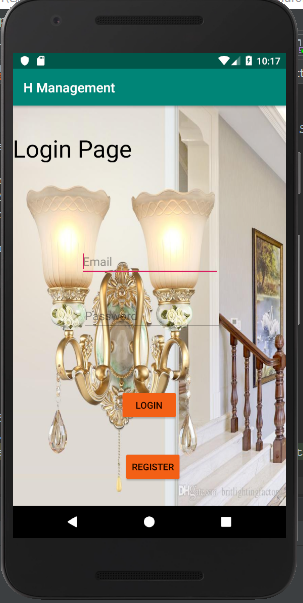 10:17
H Management
Login Page
Email
Password
LOGIN
REGISTER